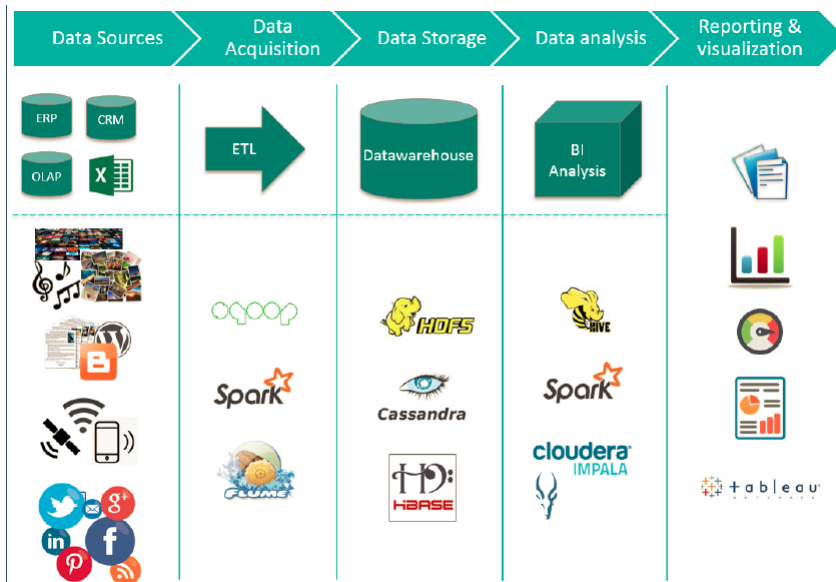 Data Sources
Data
Acquisition
Data Storage
Data analysis
Reporting &
visualization
ERP
CRM
OLAP
X
ETL
Datawarehouse
BI
Analysis
W
B
g+
in
f
p
sqoop
Spark
FLUME
HDFS
Cassandra
HBASE
HIVE
Spark
cloudera
IMPALA
tableau